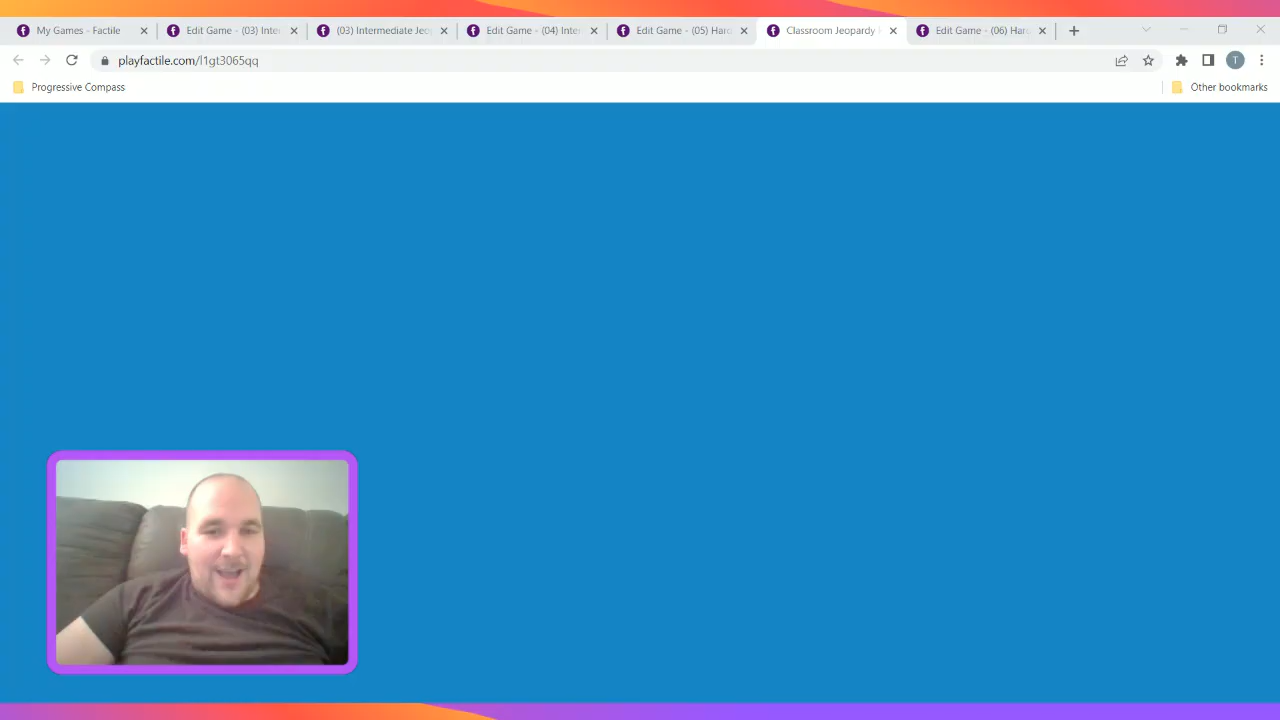 My Games - Factile
Edit Game - (03) Inte
(03) Intermediate Jeo
Edit Game - (04) Inte
Edit Game - (05) Hard
Classroom Jeopardy
Edit Game - (06) Hard
playfactile.com/l1gt3065qq
T
Progressive Compass
Other bookmarks